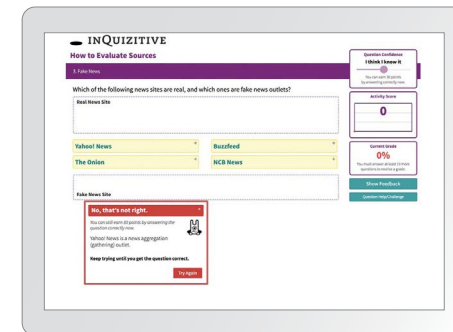 INQUIZITIVE
How to Evaluate Sources
3. Fake News
Which of the following news sites are real, and which ones are fake news outlets?
Real News Site
Yahoo! News
Buzzfeed
The Onion
NCB News
Fake News Site
No, that's not right.
You can still earn 30 points by answering the
question correctly now.
Yahoo! News is a news aggregation
(gathering) outlet.
Keep trying until you get the question correct.
Try Again
Question Confidence
I think I know it
You can earn 30 points
by answering correctly now.
Activity Score
0
Current Grade
0%
You must answer at least 19 more
questions to receive a grade.
Show Feedback
Question Help/Challenge